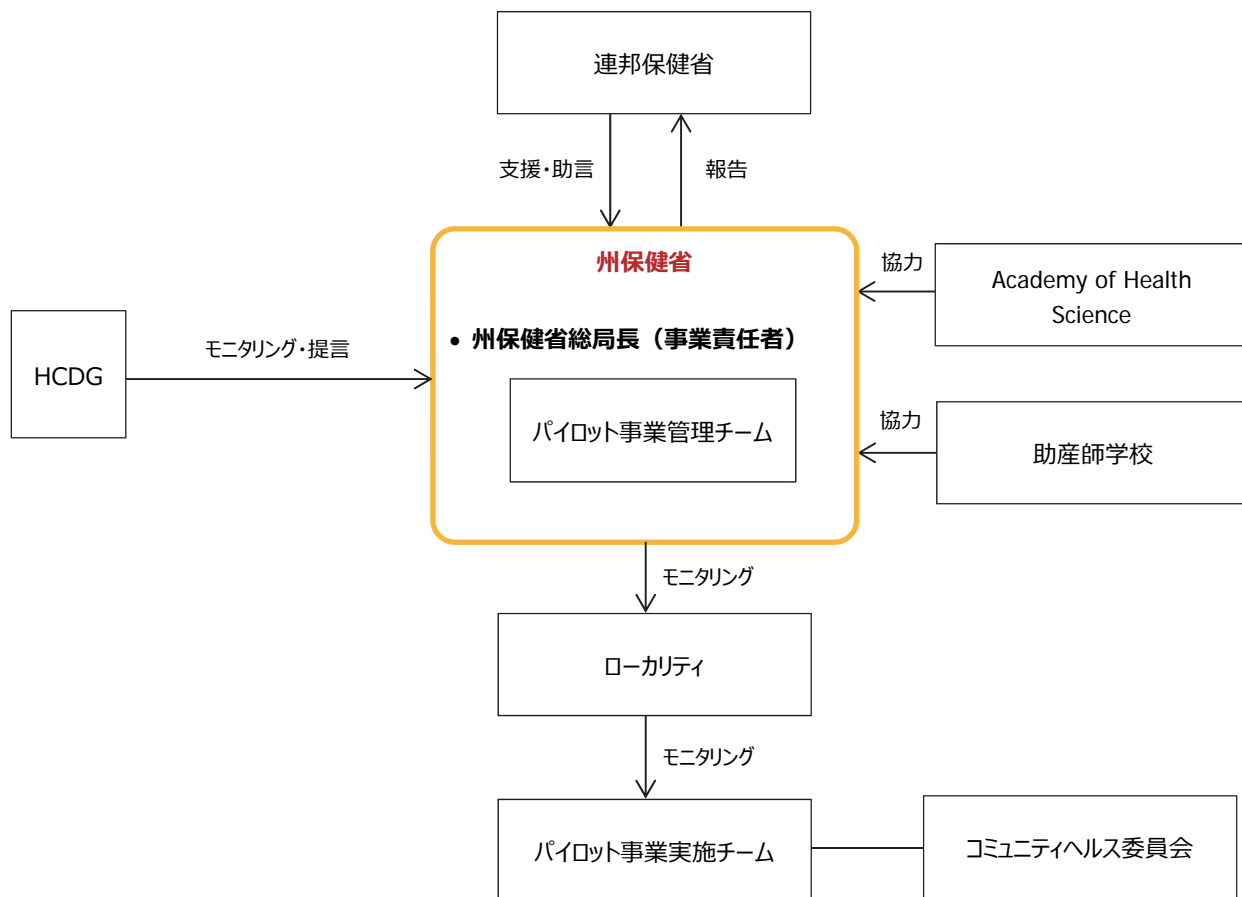 連邦保健省
支援・助言
報告
州保健省
• 州保健省総局長（事業責任者）
パイロット事業管理チーム
HCDG
モニタリング・提言
協力
Academy of Health
Science
協力
助産師学校
モニタリング
ローカリティ
モニタリング
パイロット事業実施チーム
コミュニティヘルス委員会